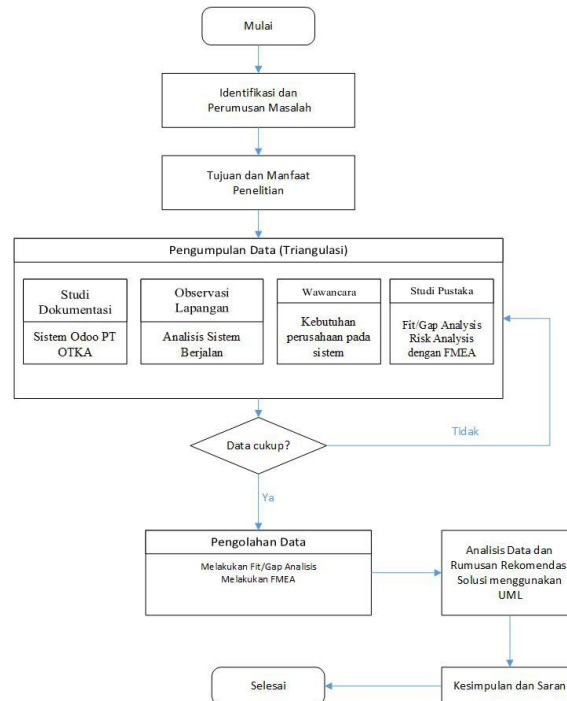 Mulai
Identifikasi dan
Perumusan Masalah
Tujuan dan Manfaat
Penelitian
Pengumpulan Data (Triangulasi)
Studi
Dokumentasi
Sistem Odoo PT
OTKA
Observasi
Lapangan
Analisis Sistem
Berjalan
Wawancara
Kebutuhan
perusahaan pada
sistem
Studi Pustaka
Fit/Gap Analysis
Risk Analysis
dengan FMEA
Data cukup?
Tidak
Ya
Pengolahan Data
Melakukan Fit/Gap Analisis
Melakukan FMEA
Analisis Data dan
Rumusan Rekomendas
Solusi menggunakan
UML
Kesimpulan dan Saran
Selesai